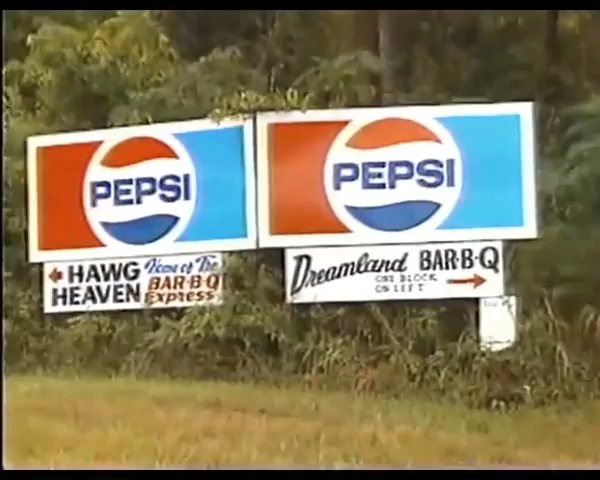 PEPSI
HAWG HEAVEN
Home of The
BAR-B-Q
Express
PEPSI
Dreamland BAR-B-Q
ONE BLOCK
ON LEFT